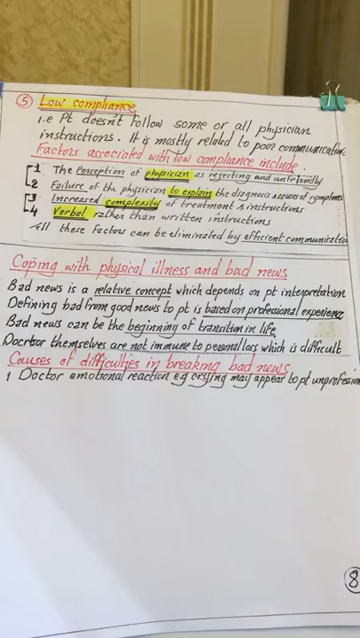 ⑤ Low compliance
i.e Pt doesn't follow some or all physician
instructions. It is mostly related to poor communicatio
Factors associated with low compliance include.
1 The Perception of physician as rejecting and unfriendly
2 Failure of the physician to explain the diagnosis or cause of symptoms
3 Increased complexity of treatment s instructions
4 Verbal rather than written instructions
All these factors can be eliminated by efficient communicatio
Coping with physical illness and bad news
Bad news is a relative concept which depends on pt interpretation
Defining bad from good news to pt is based on professional experience
Bad news can be the beginning of transition in life
Docrtor themselves are not immune to personal loss which is difficult
Causes of difficulties in breaking bad news
1 Doctor emotional reaction e.g crying may appear to pt unprofession
8